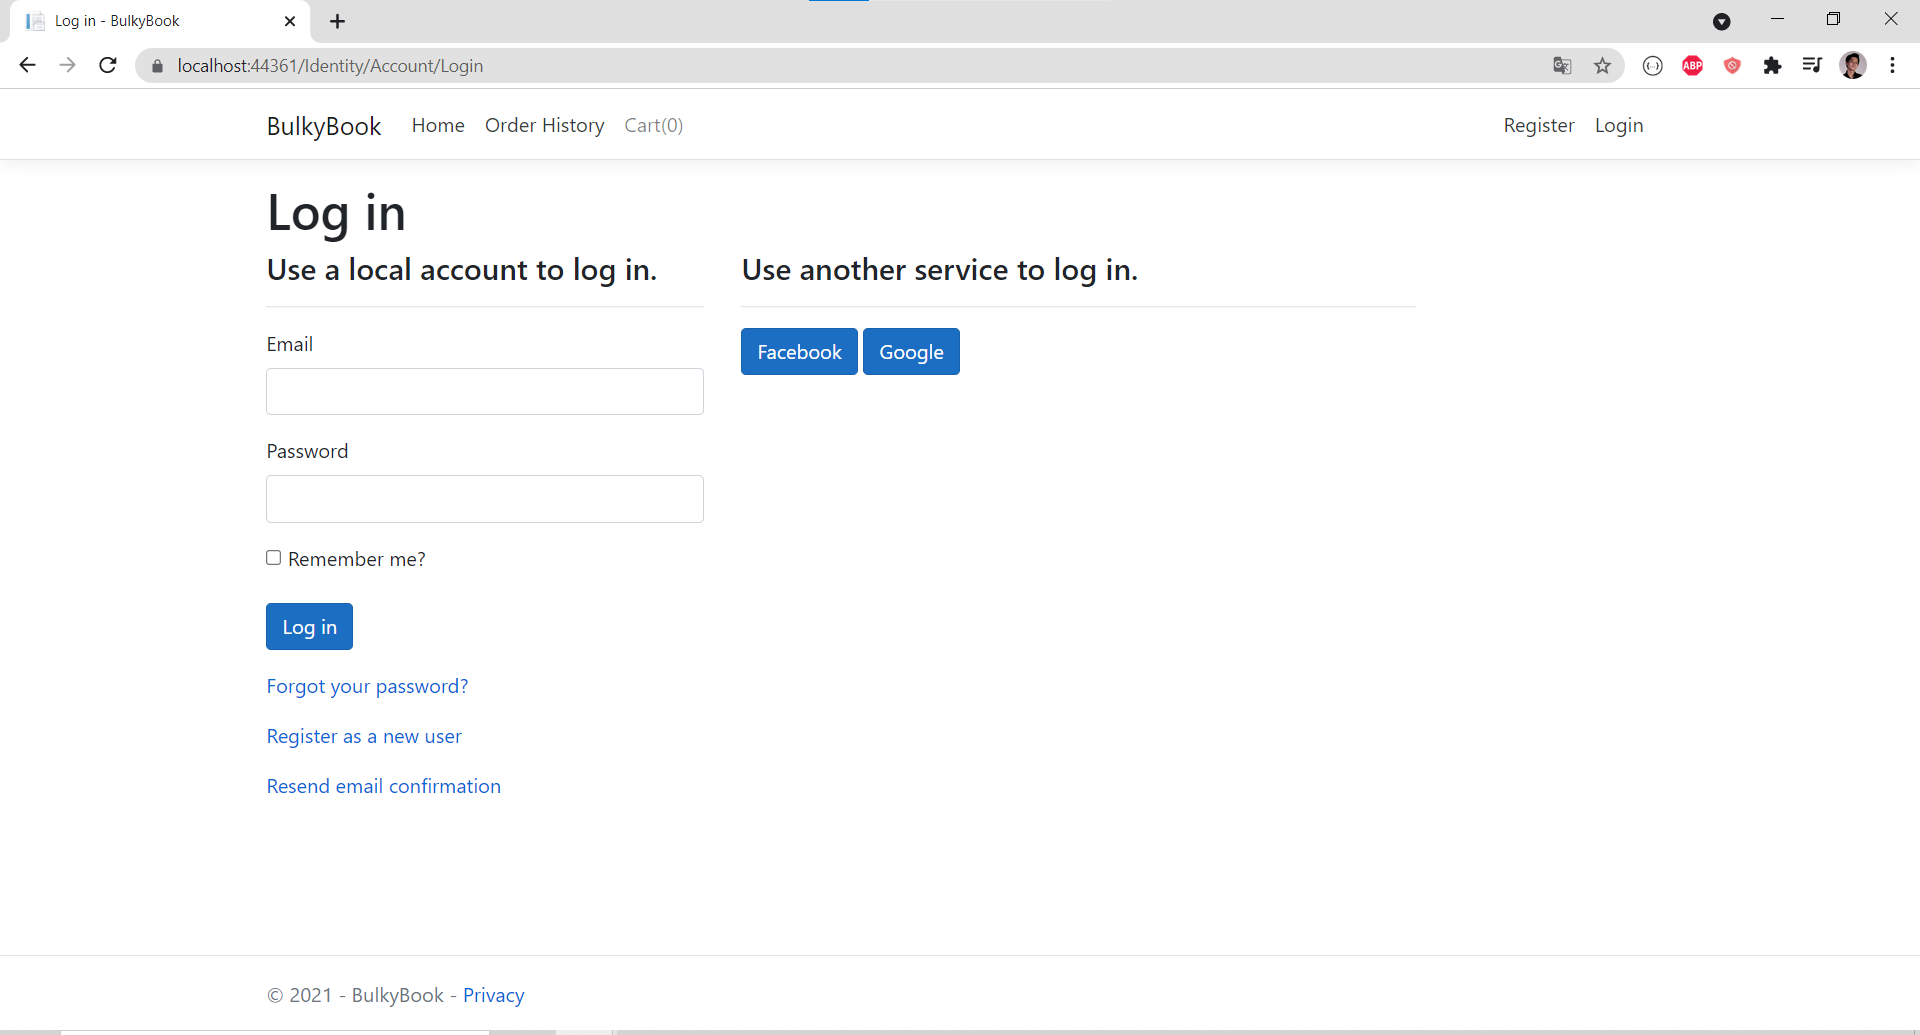 Log in - BulkyBook
localhost:44361/Identity/Account/Login
ABP
BulkyBook Home Order History Cart(0) Register Login
Log in
Use a local account to log in.
Use another service to log in.
Email
Facebook Google
Password
Remember me?
Log in
Forgot your password?
Register as a new user
Resend email confirmation
© 2021 - BulkyBook - Privacy